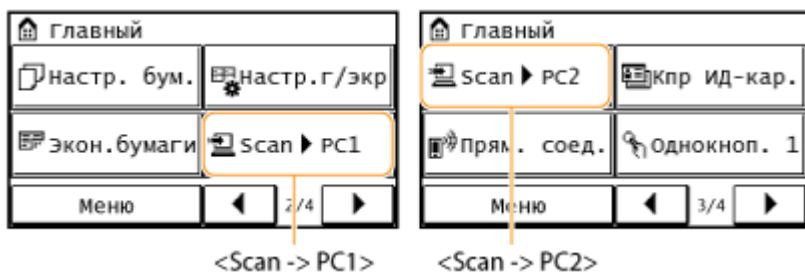 Главный
Настр. бум. Настр.г/экр
Экон.бумаги Scan PC1
Меню 2/4
<Scan -> PC1>
Главный
Scan PC2 Кпр ИД-кар.
Прям. соед. Однокноп. 1
Меню 3/4
<Scan -> PC2>